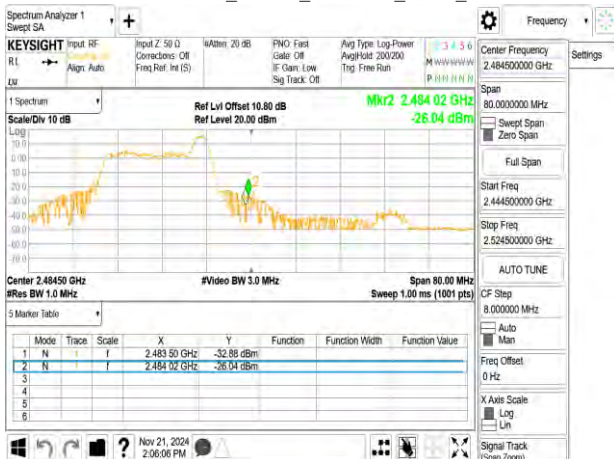 Spectrum Analyzer 1
Swept SA
+
Frequency
KEYSIGHT
RL
Input: RF
Align: Auto
Input Z: 50 Ω
Corrections: Off
Freq Ref: Int (S)
#Atten: 20 dB
PNO: Fast
Gate: Off
IF Gain: Low
Sig Track: Off
Avg Type: Log-Power
Avg|Hold: 200/200
Trig: Free Run
3 4 5 6
M W W W W W
P N N N N N
Center Frequency
2.484500000 GHz
Settings
Span
80.0000000 MHz
Swept Span
Zero Span
Full Span
Start Freq
2.444500000 GHz
Stop Freq
2.524500000 GHz
AUTO TUNE
CF Step
8.000000 MHz
Auto
Man
Freq Offset
0 Hz
X Axis Scale
Log
Lin
Signal Track
(Span Zoom)
1 Spectrum
Scale/Div 10 dB
Ref Lvl Offset 10.80 dB
Ref Level 20.00 dBm
Mkr2 2.484 02 GHz
-26.04 dBm
Log
10.0
0.00
-10.0
-20.0
-30.0
-40.0
-50.0
-60.0
-70.0
2
Center 2.48450 GHz
#Res BW 1.0 MHz
#Video BW 3.0 MHz
Span 80.00 MHz
Sweep 1.00 ms (1001 pts)
5 Marker Table
Mode Trace Scale X Y Function Function Width Function Value
1 N 1 f 2.483 50 GHz -32.88 dBm
2 N 1 f 2.484 02 GHz -26.04 dBm
3
4
5
6
?
Nov 21, 2024
2:06:06 PM